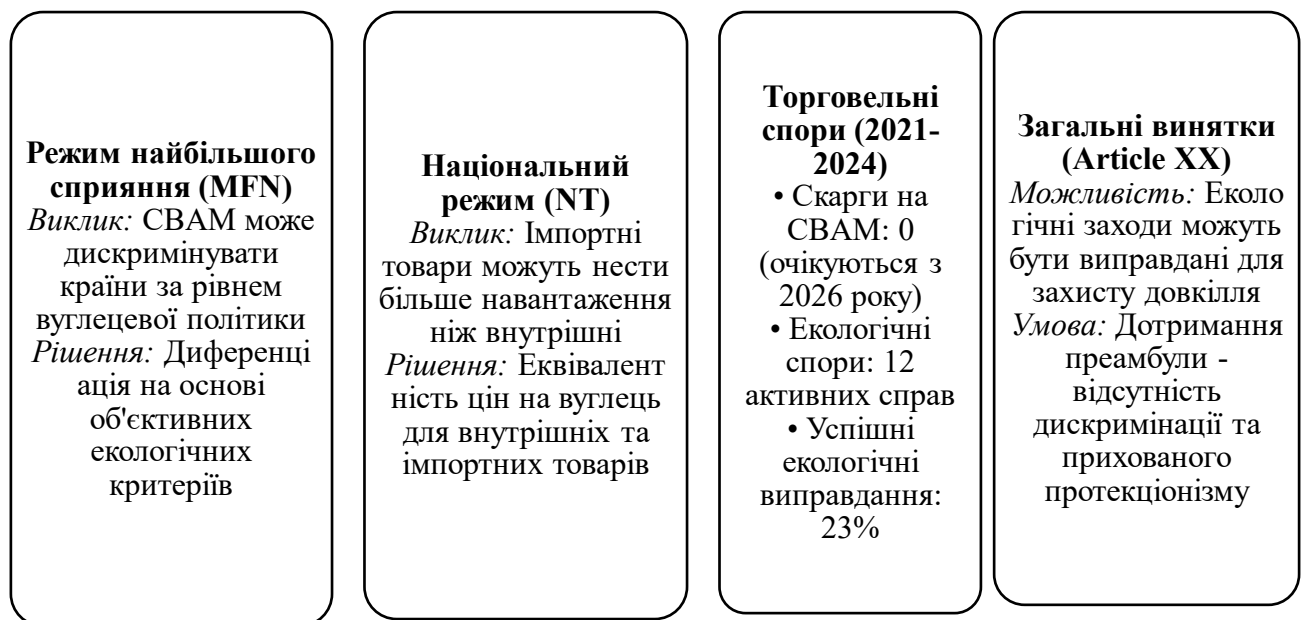 Режим найбільшого
сприяння (MFN)
Виклик: CBAM може
дискримінувати
країни за рівнем
вуглецевої політики
Рішення: Диференці
ація на основі
об'єктивних
екологічних
критеріїв
Національний
режим (NT)
Виклик: Імпортні
товари можуть нести
більше навантаження
ніж внутрішні
Рішення: Еквівалент
ність цін на вуглець
для внутрішніх та
імпортних товарів
Торговельні
спори (2021-
2024)
• Скарги на
CBAM: 0
(очікуються з
2026 року)
• Екологічні
спори: 12
активних справ
• Успішні
екологічні
виправдання:
23%
Загальні винятки
(Article XX)
Можливість: Еколо
гічні заходи можуть
бути виправдані для
захисту довкілля
Умова: Дотримання
преамбули -
відсутність
дискримінації та
прихованого
протекціонізму